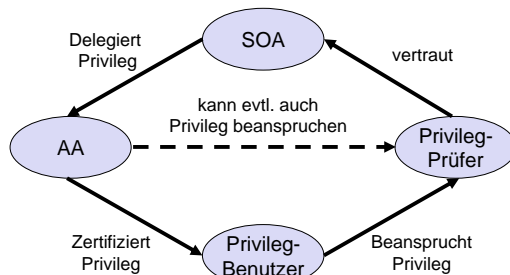 Delegiert
Privileg
SOA
vertraut
kann evtl. auch
Privileg beanspruchen
AA
Privileg-
Prüfer
Zertifiziert
Privileg
Privileg-
Benutzer
Beansprucht
Privileg